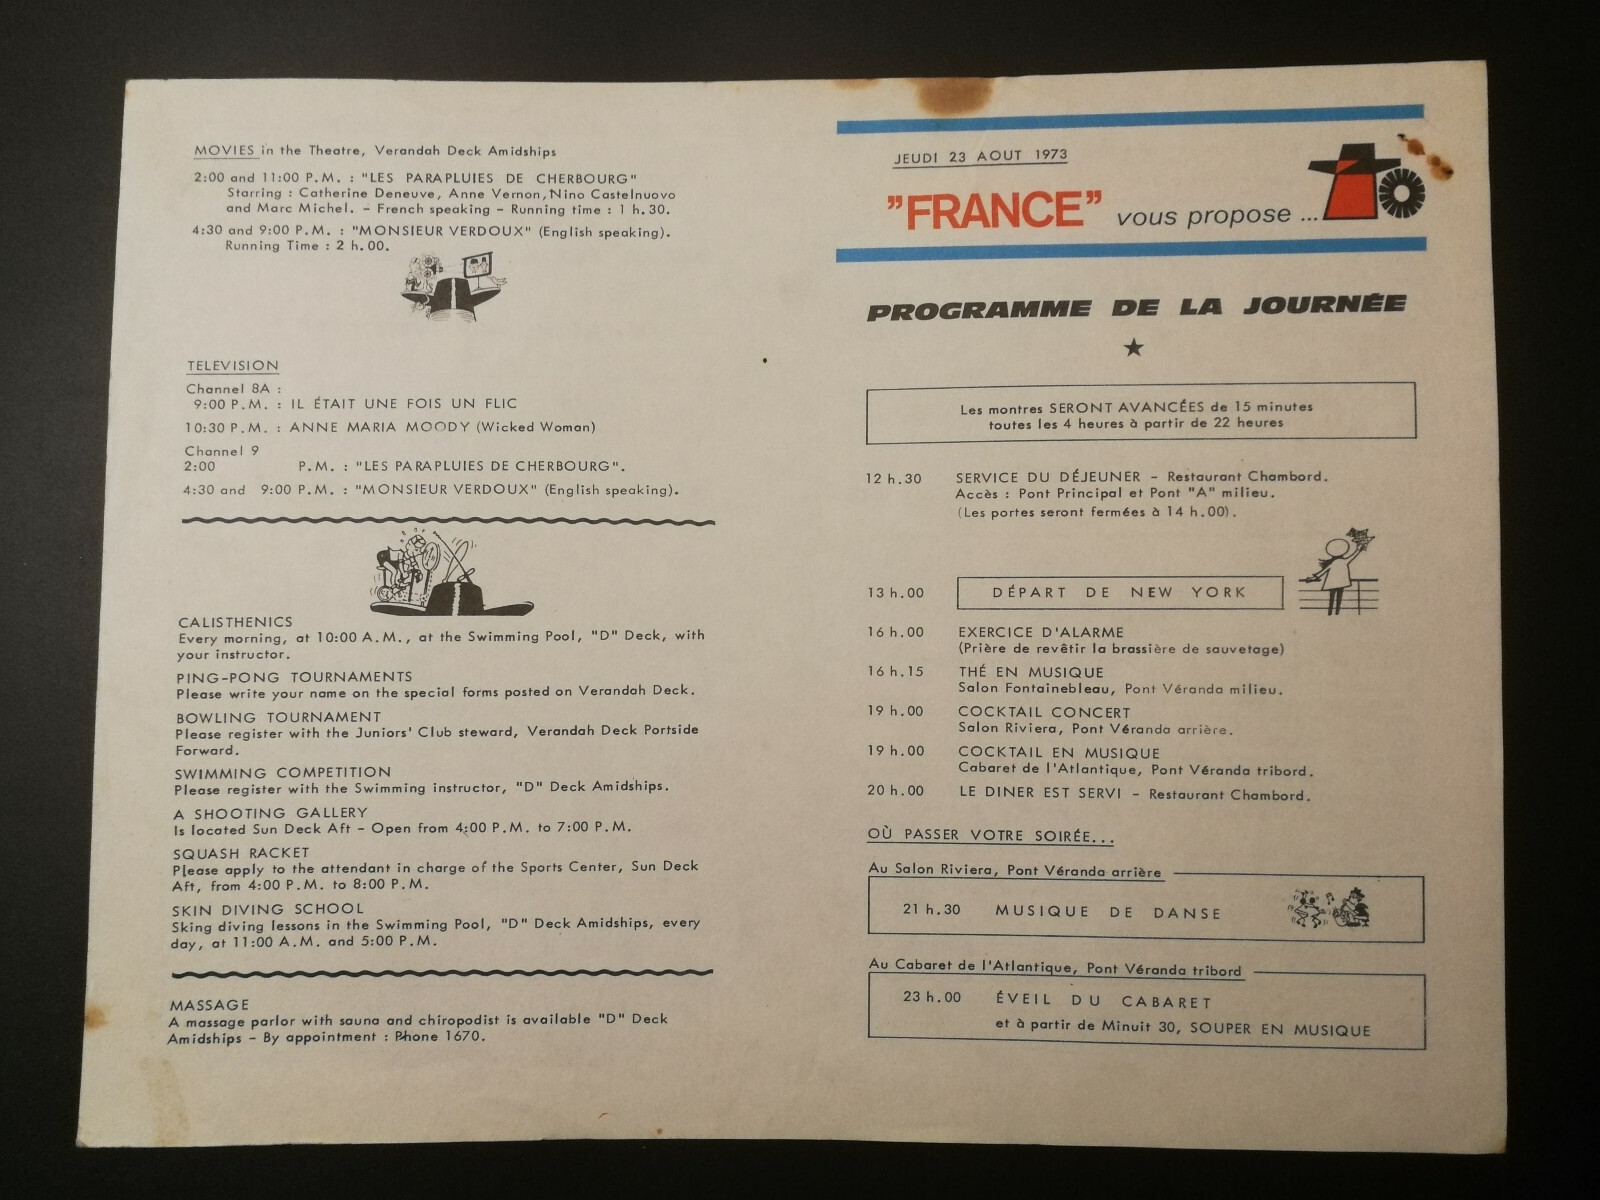 MOVIES in the Theatre, Verandah Deck Amidships
2:00 and 11:00 P.M. : "LES PARAPLUIES DE CHERBOURG"
Starring : Catherine Deneuve, Anne Vernon, Nino Castelnuovo
and Marc Michel. - French speaking - Running time : 1 h.30.
4:30 and 9:00 P.M. : "MONSIEUR VERDOUX" (English speaking).
Running Time : 2 h.00.
TELEVISION
Channel 8A :
9:00 P.M. : IL ÉTAIT UNE FOIS UN FLIC
10:30 P.M. : ANNE MARIA MOODY (Wicked Woman)
Channel 9
2:00 P.M. : "LES PARAPLUIES DE CHERBOURG".
4:30 and 9:00 P.M. : "MONSIEUR VERDOUX" (English speaking).
CALISTHENICS
Every morning, at 10:00 A.M., at the Swimming Pool, "D" Deck, with
your instructor.
PING-PONG TOURNAMENTS
Please write your name on the special forms posted on Verandah Deck.
BOWLING TOURNAMENT
Please register with the Juniors' Club steward, Verandah Deck Portside
Forward.
SWIMMING COMPETITION
Please register with the Swimming instructor, "D" Deck Amidships.
A SHOOTING GALLERY
Is located Sun Deck Aft - Open from 4:00 P.M. to 7:00 P.M.
SQUASH RACKET
Please apply to the attendant in charge of the Sports Center, Sun Deck
Aft, from 4:00 P.M. to 8:00 P.M.
SKIN DIVING SCHOOL
Sking diving lessons in the Swimming Pool, "D" Deck Amidships, every
day, at 11:00 A.M. and 5:00 P.M.
MASSAGE
A massage parlor with sauna and chiropodist is available "D" Deck
Amidships - By appointment : Phone 1670.
JEUDI 23 AOUT 1973
"FRANCE" vous propose ...
PROGRAMME DE LA JOURNÉE
★
Les montres SERONT AVANCÉES de 15 minutes
toutes les 4 heures à partir de 22 heures
12 h.30 SERVICE DU DÉJEUNER - Restaurant Chambord.
Accès : Pont Principal et Pont "A" milieu.
(Les portes seront fermées à 14 h.00).
13 h.00 DÉPART DE NEW YORK
16 h.00 EXERCICE D'ALARME
(Prière de revêtir la brassière de sauvetage)
16 h.15 THÉ EN MUSIQUE
Salon Fontainebleau, Pont Véranda milieu.
19 h.00 COCKTAIL CONCERT
Salon Riviera, Pont Véranda arrière.
19 h.00 COCKTAIL EN MUSIQUE
Cabaret de l'Atlantique, Pont Véranda tribord.
20 h.00 LE DINER EST SERVI - Restaurant Chambord.
OÙ PASSER VOTRE SOIRÉE...
Au Salon Riviera, Pont Véranda arrière
21 h.30 MUSIQUE DE DANSE
Au Cabaret de l'Atlantique, Pont Véranda tribord
23 h.00 ÉVEIL DU CABARET
et à partir de Minuit 30, SOUPER EN MUSIQUE